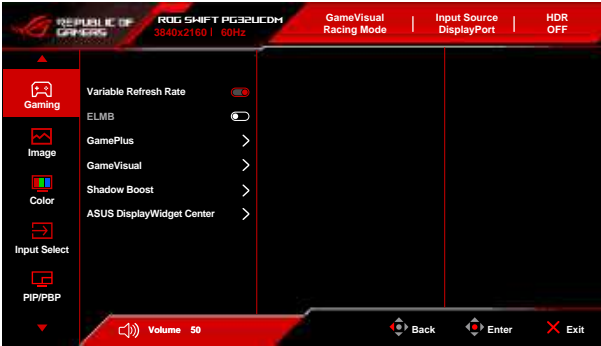 REPUBLIC OF
GAMERS
ROG SWIFT PG32UCDM
3840x2160 | 60Hz
GameVisual
Racing Mode
Input Source
DisplayPort
HDR
OFF
Gaming
Image
Color
Input Select
PIP/PBP
Variable Refresh Rate
ELMB
GamePlus
GameVisual
Shadow Boost
ASUS DisplayWidget Center
Volume 50
Back
Enter
Exit